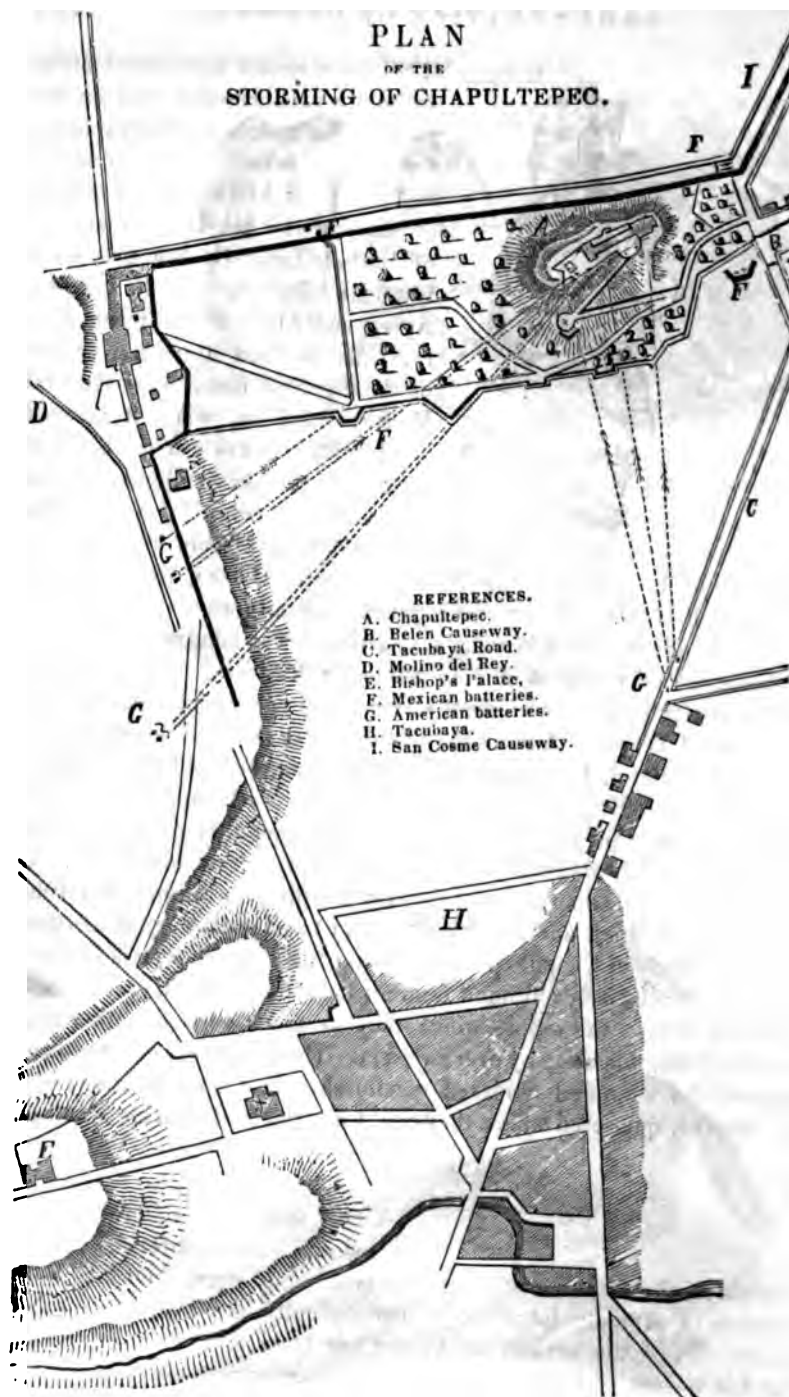 PLAN
OF THE
STORMING OF CHAPULTEPEC.
I
F
F
A
B
F
D
F
G
C
REFERENCES.
A. Chapultepec.
B. Belen Causeway.
C. Tacubaya Road.
D. Molino del Rey.
E. Bishop's Palace,
F. Mexican batteries.
G. American batteries.
H. Tacubaya.
I. San Cosme Causeway.
G
G
H
E